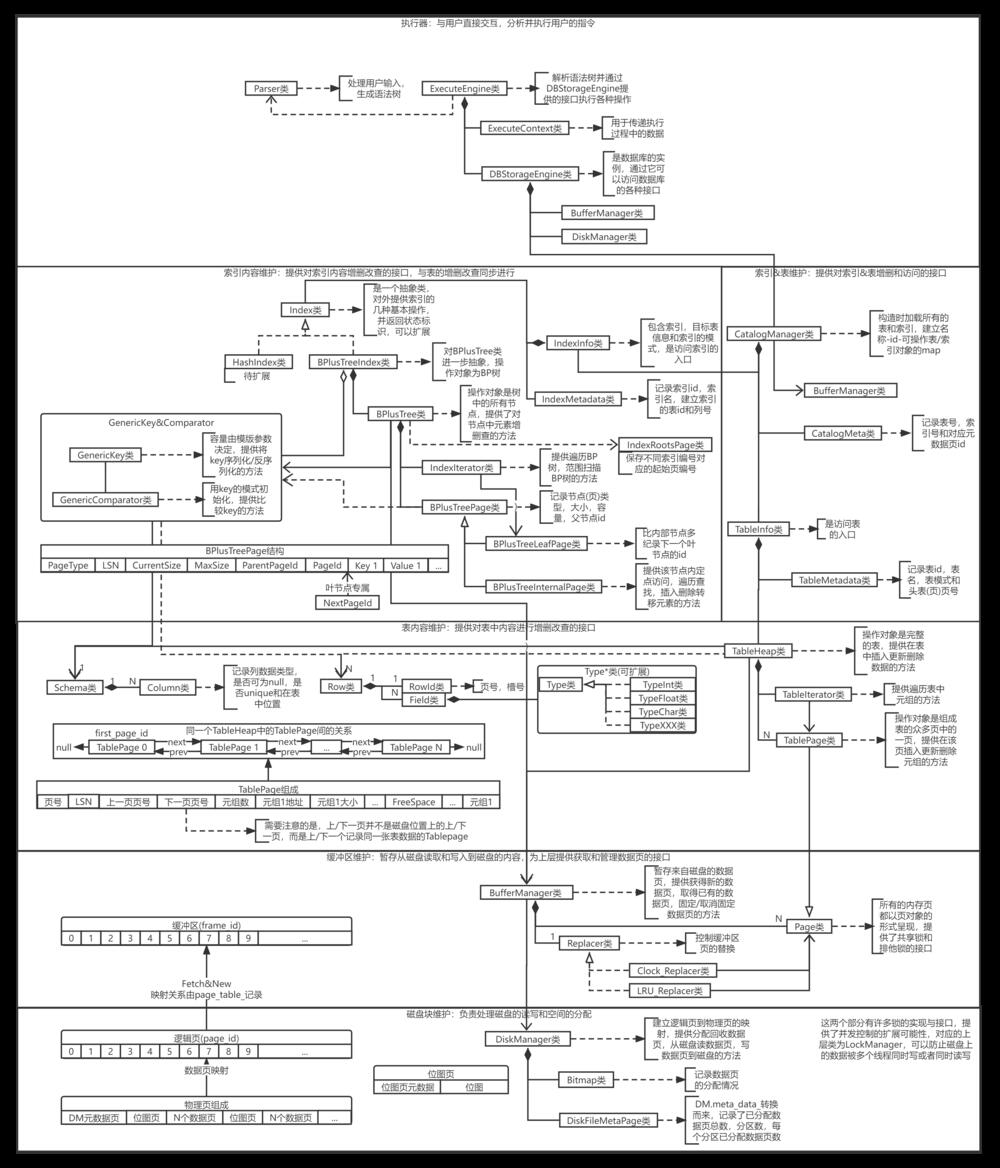 执行器：与用户直接交互，分析并执行用户的指令
Parser类
处理用户输入，
生成语法树
ExecuteEngine类
解析语法树并通过
DBStorageEngine提
供的接口执行各种操作
ExecuteContext类
用于传递执行
过程中的数据
DBStorageEngine类
是数据库的实
例，通过它可
以访问数据库
的各种接口
BufferManager类
DiskManager类
索引内容维护：提供对索引内容增删改查的接口，与表的增删改查同步进行
Index类
是一个抽象类，
对外提供索引的
几种基本操作，
并返回状态标
识，可以扩展
HashIndex类
待扩展
BPlusTreeIndex类
对BPlusTree类
进一步抽象，操
作对象为BP树
IndexInfo类
包含索引，目标表
信息和索引的模
式，是访问索引的
入口
IndexMetadata类
记录索引id，索
引名，建立索引
的表id和列号
BPlusTree类
操作对象是树
中的所有节
点，提供了对
节点中元素增
删查的方法
IndexRootsPage类
保存不同索引编号对
应的起始页编号
GenericKey&Comparator
GenericKey类
容量由模版参数
决定，提供将
key序列化/反序
列化的方法
GenericComparator类
用key的模式初
始化，提供比
较key的方法
IndexIterator类
提供遍历BP
树，范围扫描
BP树的方法
BPlusTreePage类
记录节点(页)类
型，大小，容
量，父节点id
BPlusTreeLeafPage类
比内部节点多
纪录下一个叶
节点的id
BPlusTreeInternalPage类
提供该节点内定
点访问，遍历查
找，插入删除转
移元素的方法
BPlusTreePage结构
PageType LSN CurrentSize MaxSize ParentPageId PageId Key 1 Value 1 ...
叶节点专属
NextPageId
索引&表维护：提供对索引&表增删和访问的接口
CatalogManager类
构造时加载所有的
表和索引，建立名
称-id-可操作表/索
引对象的map
BufferManager类
CatalogMeta类
记录表号，索
引号和对应元
数据页id
TableInfo类
是访问表
的入口
TableMetadata类
记录表id，表
名，表模式和
头表(页)页号
表内容维护：提供对表中内容进行增删改查的接口
TableHeap类
操作对象是完整
的表，提供在表
中插入更新删除
数据的方法
TableIterator类
提供遍历表中
元组的方法
N
TablePage类
操作对象是组成
表的众多页中的
一页，提供在该
页插入更新删除
元组的方法
1
Schema类
1
N
Column类
记录列数据类型，
是否可为null，是
否unique和在表
中位置
N
Row类
1
1
RowId类
页号，槽号
N
Field类
Type*类(可扩展)
Type类
TypeInt类
TypeFloat类
TypeChar类
TypeXXX类
同一个TableHeap中的TablePage间的关系
first_page_id
null TablePage 0 next prev TablePage 1 next prev ... next prev TablePage N null
TablePage组成
页号 LSN 上一页页号 下一页页号 元组数 元组1地址 元组1大小 ... FreeSpace ... 元组1
需要注意的是，上/下一页并不是磁盘位置上的上/下
一页，而是上/下一个记录同一张表数据的Tablepage
缓冲区维护：暂存从磁盘读取和写入到磁盘的内容，为上层提供获取和管理数据页的接口
BufferManager类
暂存来自磁盘的数据
页，提供获得新的数
据页，取得已有的数
据页，固定/取消固定
数据页的方法
1
Replacer类
控制缓冲区
页的替换
Clock_Replacer类
LRU_Replacer类
N
Page类
所有的内存页
都以页对象的
形式呈现，提
供了共享锁和
排他锁的接口
缓冲区(frame_id)
0 1 2 3 4 5 6 7 8 9 ...
Fetch&New
映射关系由page_table_记录
磁盘块维护：负责处理磁盘的读写和空间的分配
逻辑页(page_id)
0 1 2 3 4 5 6 7 8 9 ...
数据页映射
物理页组成
DM元数据页 位图页 N个数据页 位图页 N个数据页 ...
位图页
位图页元数据 位图
DiskManager类
建立逻辑页到物理页的映
射，提供分配回收数据
页，从磁盘读数据页，写
数据页到磁盘的方法
Bitmap类
记录数据页
的分配情况
DiskFileMetaPage类
DM.meta_data_转换
而来，记录了已分配数
据页总数，分区数，每
个分区已分配数据页数
这两个部分有许多锁的实现与接口，提
供了并发控制的扩展可能性，对应的上
层类为LockManager，可以防止磁盘上
的数据被多个线程同时写或者同时读写